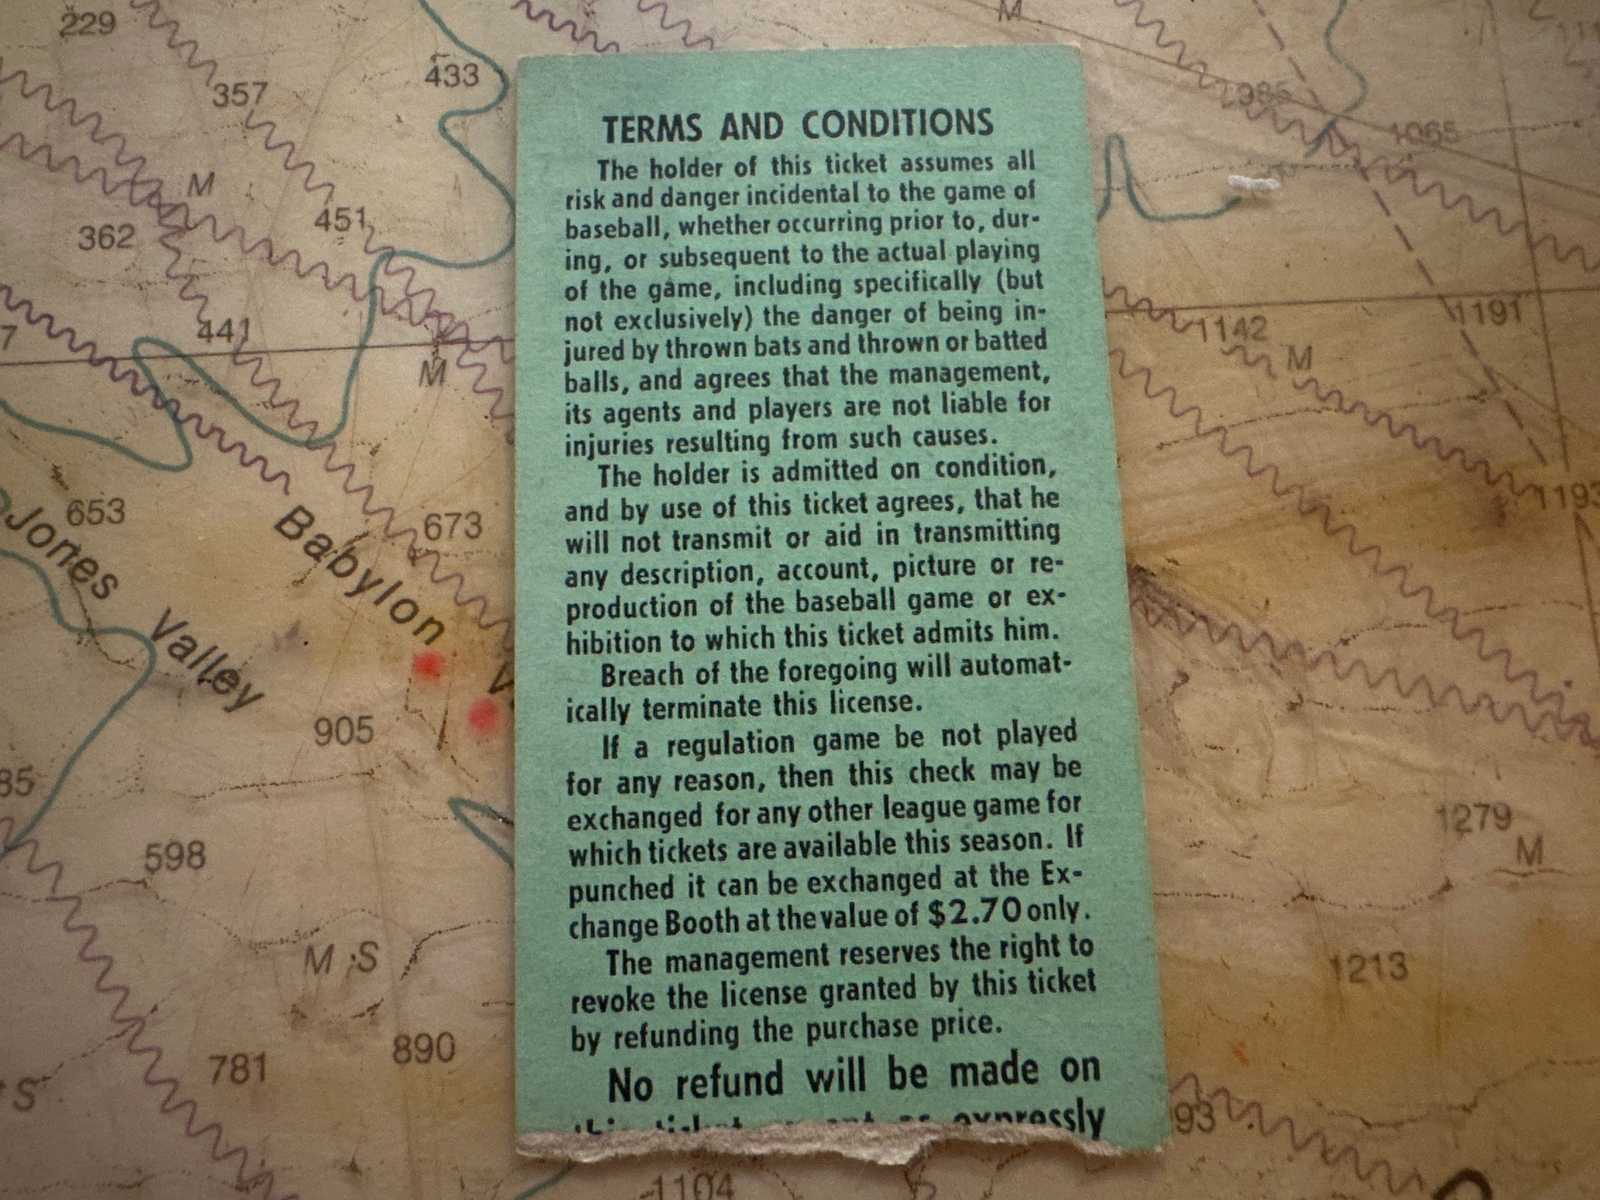 229
357
433
M
985
1065
M
362
451
441
M
7
1142
M
1191
1193
653
673
Jones Valley
Babylon
V
905
85
598
1279
M
M S
1213
S
781
890
93
1104
TERMS AND CONDITIONS
The holder of this ticket assumes all
risk and danger incidental to the game of
baseball, whether occurring prior to, dur-
ing, or subsequent to the actual playing
of the game, including specifically (but
not exclusively) the danger of being in-
jured by thrown bats and thrown or batted
balls, and agrees that the management,
its agents and players are not liable for
injuries resulting from such causes.
The holder is admitted on condition,
and by use of this ticket agrees, that he
will not transmit or aid in transmitting
any description, account, picture or re-
production of the baseball game or ex-
hibition to which this ticket admits him.
Breach of the foregoing will automat-
ically terminate this license.
If a regulation game be not played
for any reason, then this check may be
exchanged for any other league game for
which tickets are available this season. If
punched it can be exchanged at the Ex-
change Booth at the value of $2.70 only.
The management reserves the right to
revoke the license granted by this ticket
by refunding the purchase price.
No refund will be made on
this ticket except as expressly